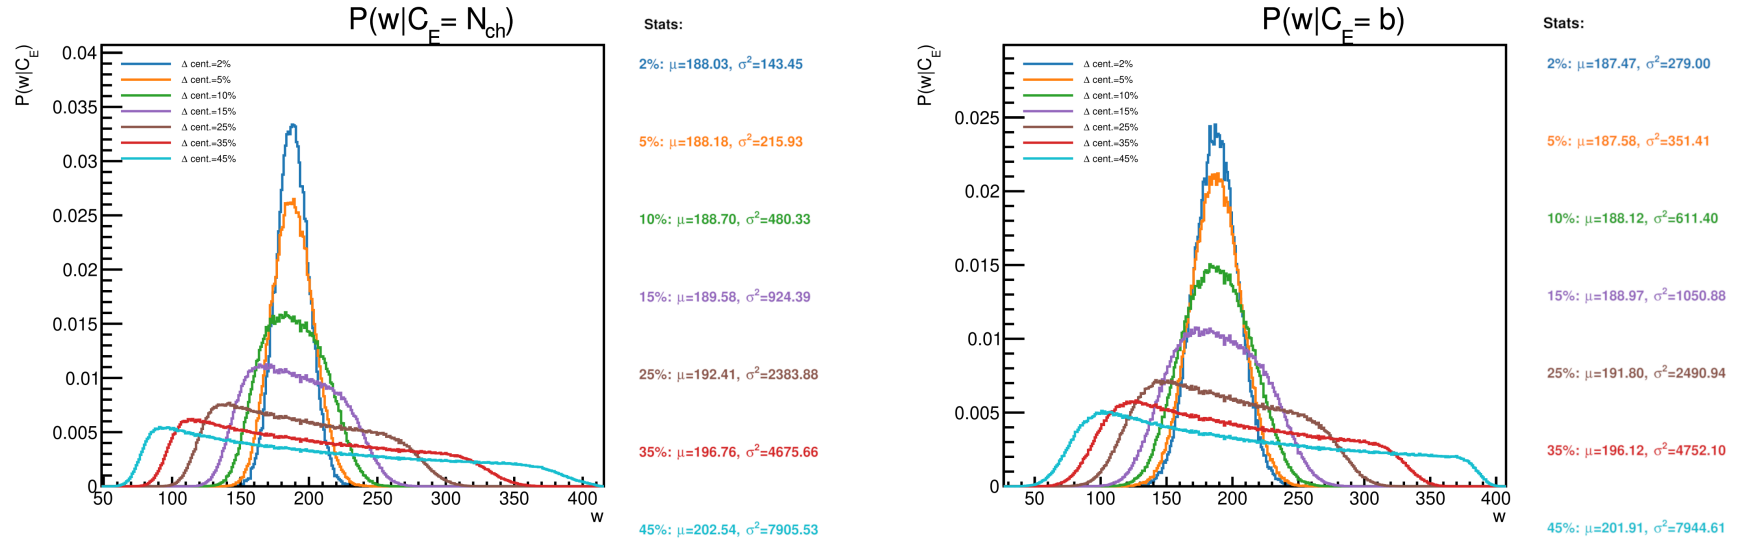 P(w|C_E= N_ch)
Stats:
P(w|C_E)
0.04
0.035
0.03
0.025
0.02
0.015
0.01
0.005
0
Δ cent.=2%
Δ cent.=5%
Δ cent.=10%
Δ cent.=15%
Δ cent.=25%
Δ cent.=35%
Δ cent.=45%
50 100 150 200 250 300 350 400
w
2%: μ=188.03, σ²=143.45
5%: μ=188.18, σ²=215.93
10%: μ=188.70, σ²=480.33
15%: μ=189.58, σ²=924.39
25%: μ=192.41, σ²=2383.88
35%: μ=196.76, σ²=4675.66
45%: μ=202.54, σ²=7905.53
P(w|C_E= b)
Stats:
P(w|C_E)
0.025
0.02
0.015
0.01
0.005
0
Δ cent.=2%
Δ cent.=5%
Δ cent.=10%
Δ cent.=15%
Δ cent.=25%
Δ cent.=35%
Δ cent.=45%
50 100 150 200 250 300 350 400
w
2%: μ=187.47, σ²=279.00
5%: μ=187.58, σ²=351.41
10%: μ=188.12, σ²=611.40
15%: μ=188.97, σ²=1050.88
25%: μ=191.80, σ²=2490.94
35%: μ=196.12, σ²=4752.10
45%: μ=201.91, σ²=7944.61